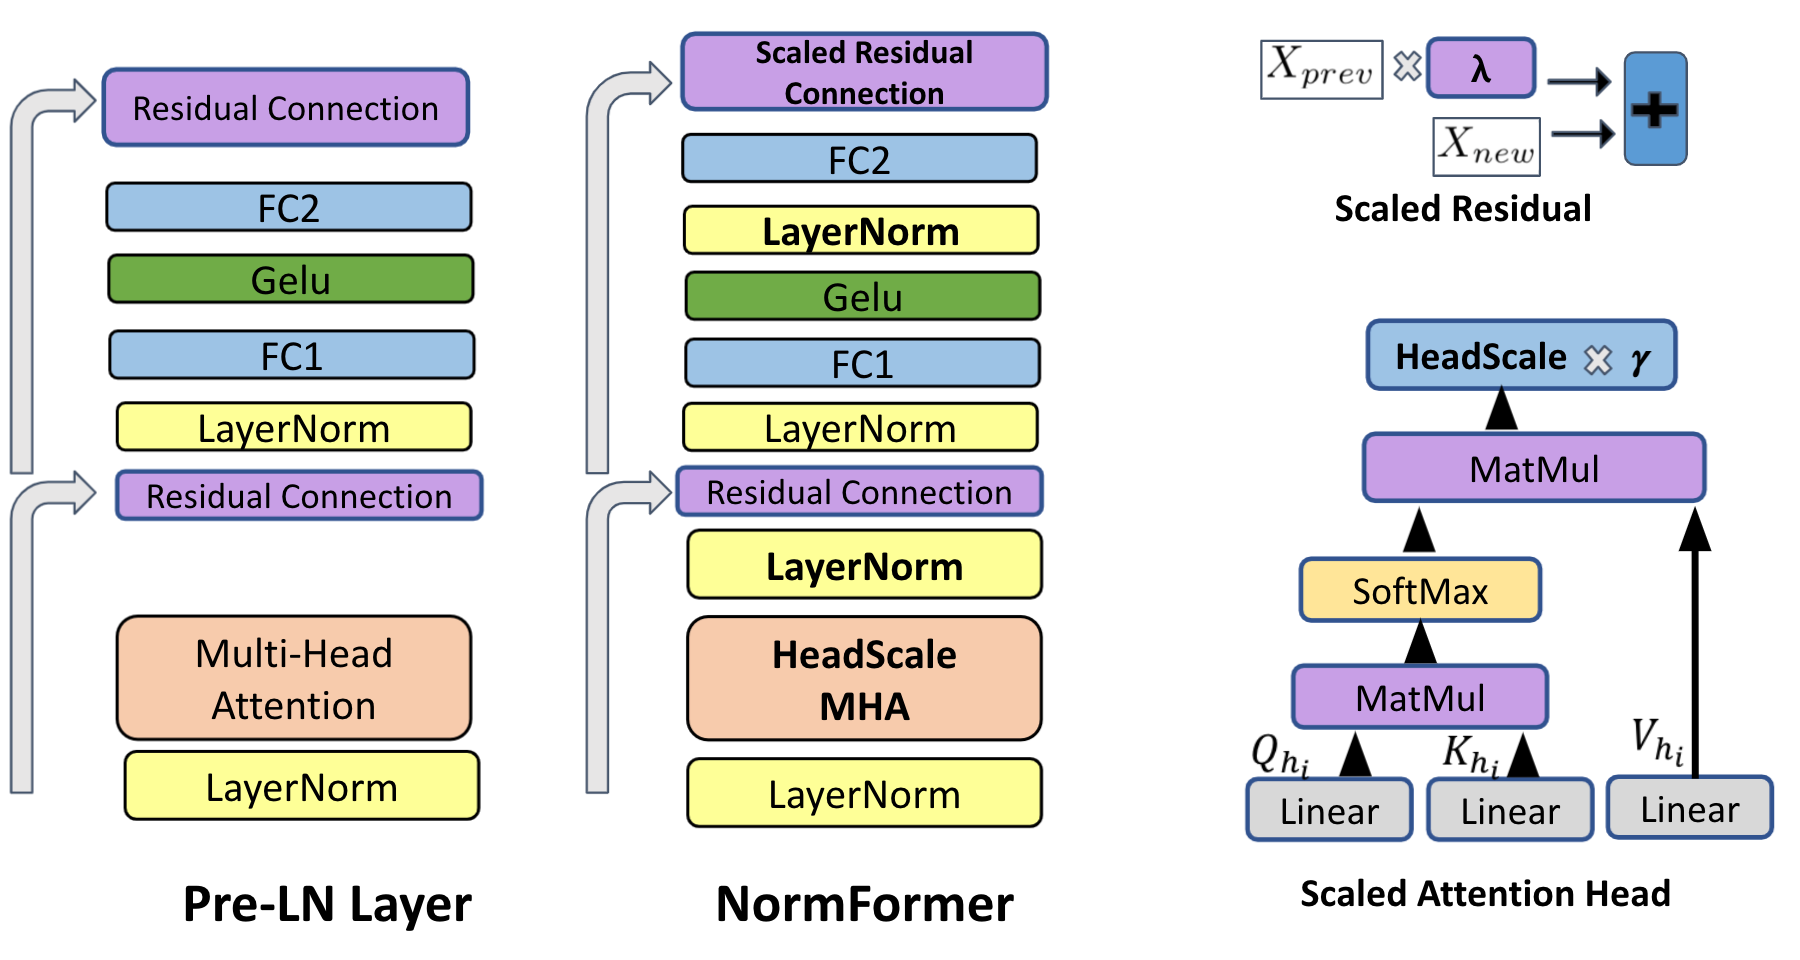 Residual Connection
FC2
Gelu
FC1
LayerNorm
Residual Connection
Multi-Head
Attention
LayerNorm
Pre-LN Layer
Scaled Residual
Connection
FC2
LayerNorm
Gelu
FC1
LayerNorm
Residual Connection
LayerNorm
HeadScale
MHA
LayerNorm
NormFormer
X_{prev} × λ
X_{new}
+
Scaled Residual
HeadScale × γ
MatMul
SoftMax
MatMul
Q_{h_i} K_{h_i} V_{h_i}
Linear Linear Linear
Scaled Attention Head